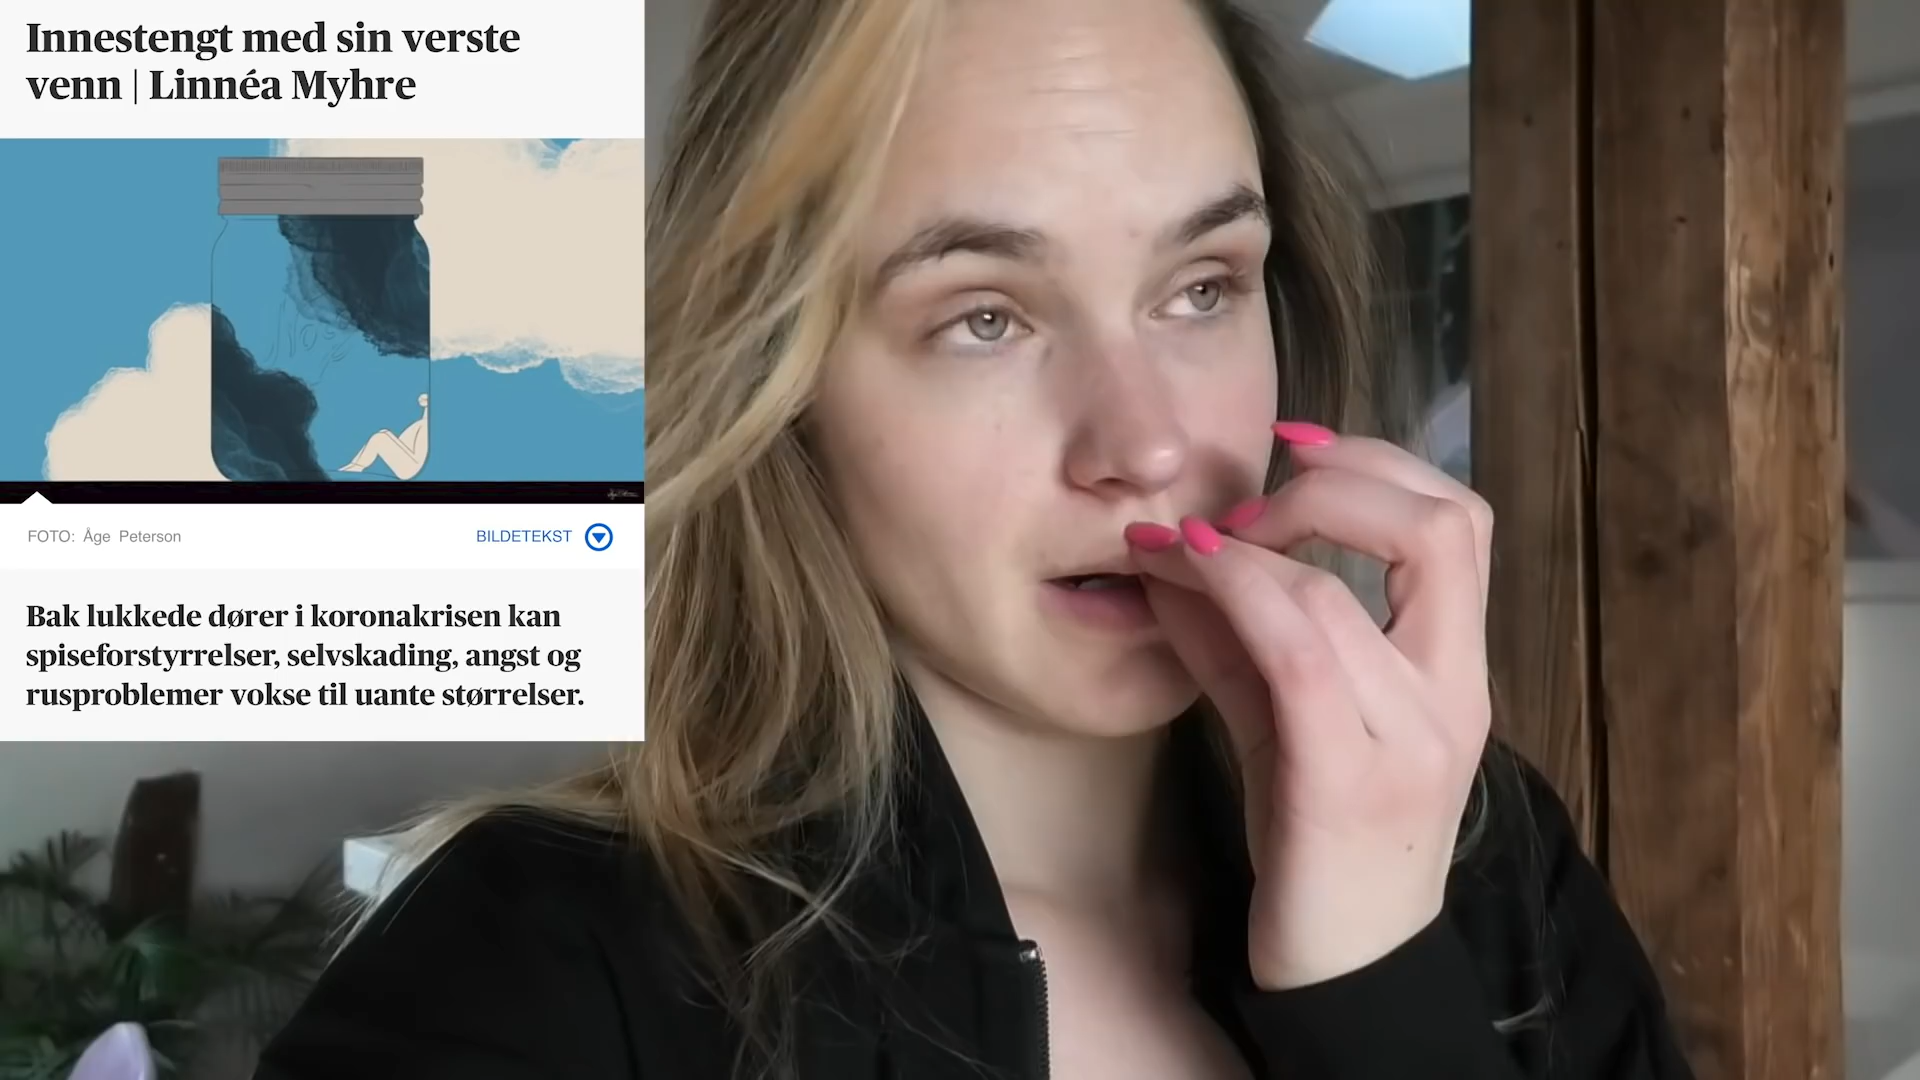 Innestengt med sin verste
venn | Linnéa Myhre
FOTO: Åge Peterson
BILDETEKST
Bak lukkede dører i koronakrisen kan
spiseforstyrrelser, selvskading, angst og
rusproblemer vokse til uante størrelser.